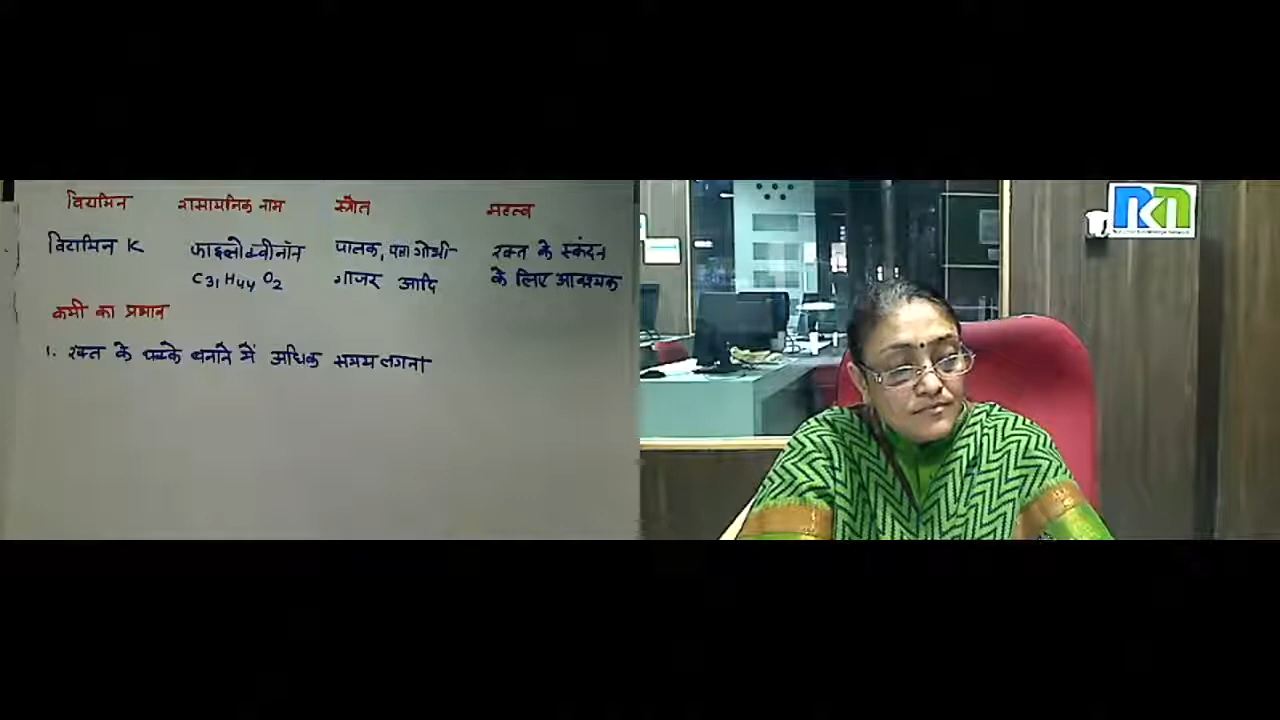 विटामिन रासायनिक नाम स्त्रोत महत्व
विटामिन K फाइलोक्वीनॉन पालक, पत्ता गोभी रक्त के स्कंदन
C31 H44 O2 गाजर आदि के लिए आवश्यक
कमी का प्रभाव
1. रक्त के थक्के बनाने में अधिक समय लगना